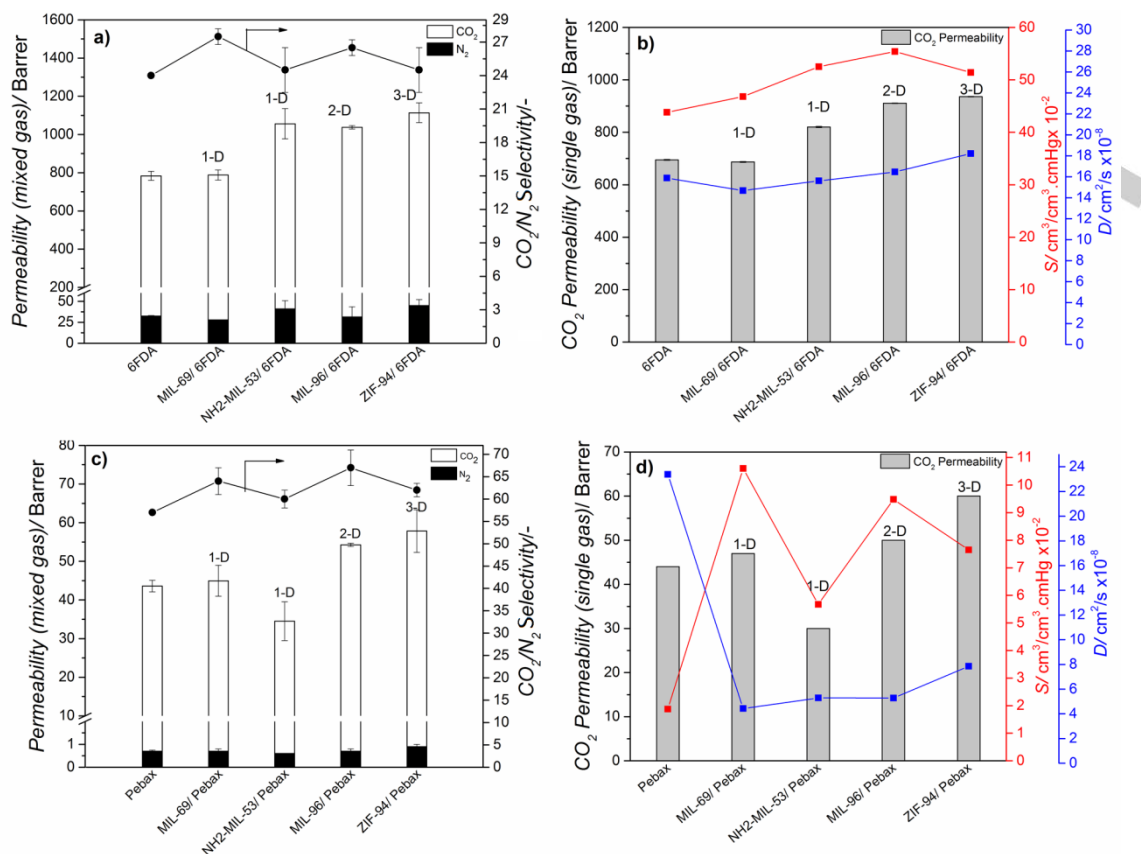 a)
CO2
N2
Permeability (mixed gas)/ Barrer
1600
1400
1200
1000
800
600
400
200
50
25
0
1-D
1-D
2-D
3-D
29
27
24
21
18
15
12
9
6
3
0
CO2/N2 Selectivity/-
6FDA
MIL-69/ 6FDA
NH2-MIL-53/ 6FDA
MIL-96/ 6FDA
ZIF-94/ 6FDA
b)
CO2 Permeability
CO2 Permeability (single gas)/ Barrer
1200
1000
800
600
400
200
0
1-D
1-D
2-D
3-D
60
50
40
30
20
10
0
S/ cm3/cm3.cmHgx 10-2
30
28
26
24
22
20
18
16
14
12
10
8
6
4
2
0
D/ cm2/s x10-8
6FDA
MIL-69/ 6FDA
NH2-MIL-53/ 6FDA
MIL-96/ 6FDA
ZIF-94/ 6FDA
c)
CO2
N2
Permeability (mixed gas)/ Barrer
80
70
60
50
40
30
20
10
1
0
1-D
1-D
2-D
3-D
70
65
60
55
50
45
40
35
30
25
20
15
10
5
0
CO2/N2 Selectivity/-
Pebax
MIL-69/ Pebax
NH2-MIL-53/ Pebax
MIL-96/ Pebax
ZIF-94/ Pebax
d)
CO2 Permeability
CO2 Permeability (single gas)/ Barrer
70
60
50
40
30
20
10
0
1-D
1-D
2-D
3-D
11
10
9
8
7
6
5
4
3
2
1
0
S/ cm3/cm3.cmHg x10-2
24
22
20
18
16
14
12
10
8
6
4
2
0
D/ cm2/s x10-8
Pebax
MIL-69/ Pebax
NH2-MIL-53/ Pebax
MIL-96/ Pebax
ZIF-94/ Pebax